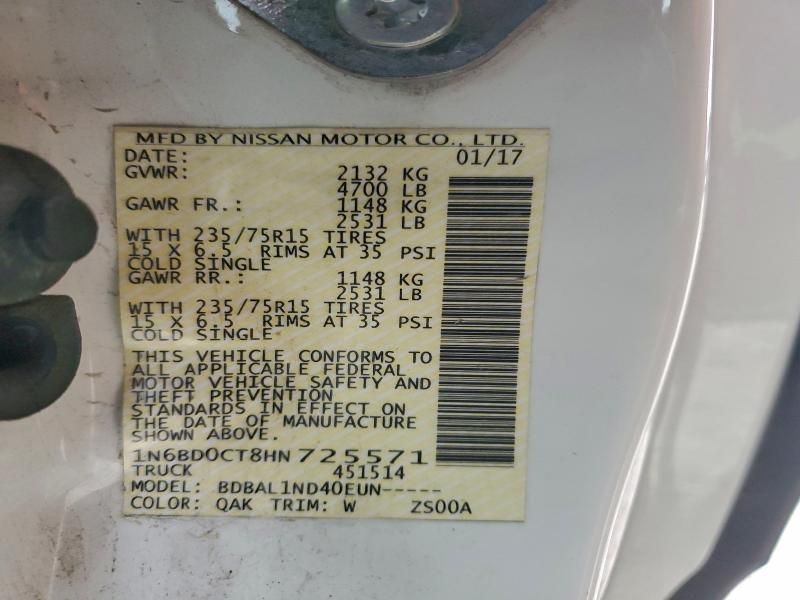 MFD BY NISSAN MOTOR CO., LTD.
DATE: 01/17
GVWR: 2132 KG
4700 LB
GAWR FR.: 1148 KG
2531 LB
WITH 235/75R15 TIRES
15 X 6.5 RIMS AT 35 PSI
COLD SINGLE
GAWR RR.: 1148 KG
2531 LB
WITH 235/75R15 TIRES
15 X 6.5 RIMS AT 35 PSI
COLD SINGLE
THIS VEHICLE CONFORMS TO
ALL APPLICABLE FEDERAL
MOTOR VEHICLE SAFETY AND
THEFT PREVENTION
STANDARDS IN EFFECT ON
THE DATE OF MANUFACTURE
SHOWN ABOVE.
1N6BD0CT8HN725571
TRUCK 451514
MODEL: BDBAL1ND40EUN-----
COLOR: QAK TRIM: W ZS00A